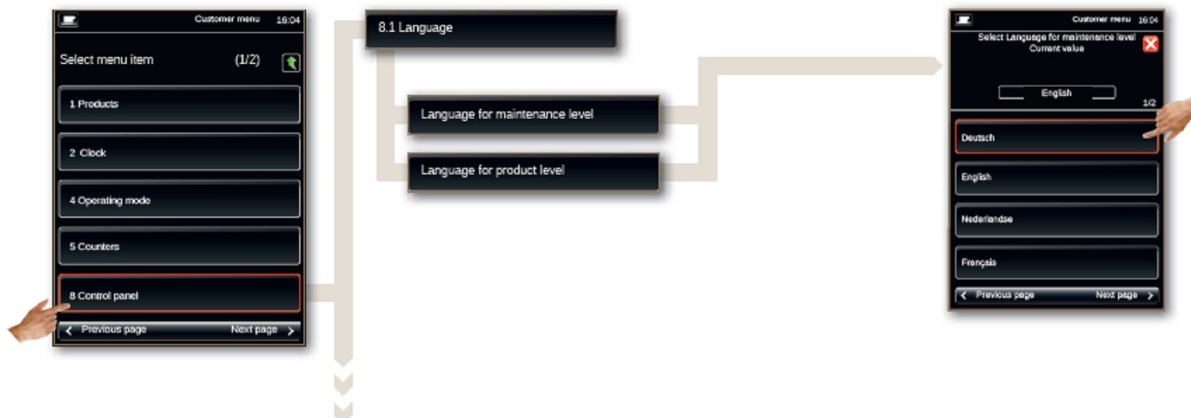 Customer menu 16:04
Select menu item (1/2)
1 Products
2 Clock
4 Operating mode
5 Counters
8 Control panel
Previous page Next page
8.1 Language
Language for maintenance level
Language for product level
Customer menu 16:04
Select Language for maintenance level
Current value
English
1/2
Deutsch
English
Nederlandse
Français
Previous page Next page